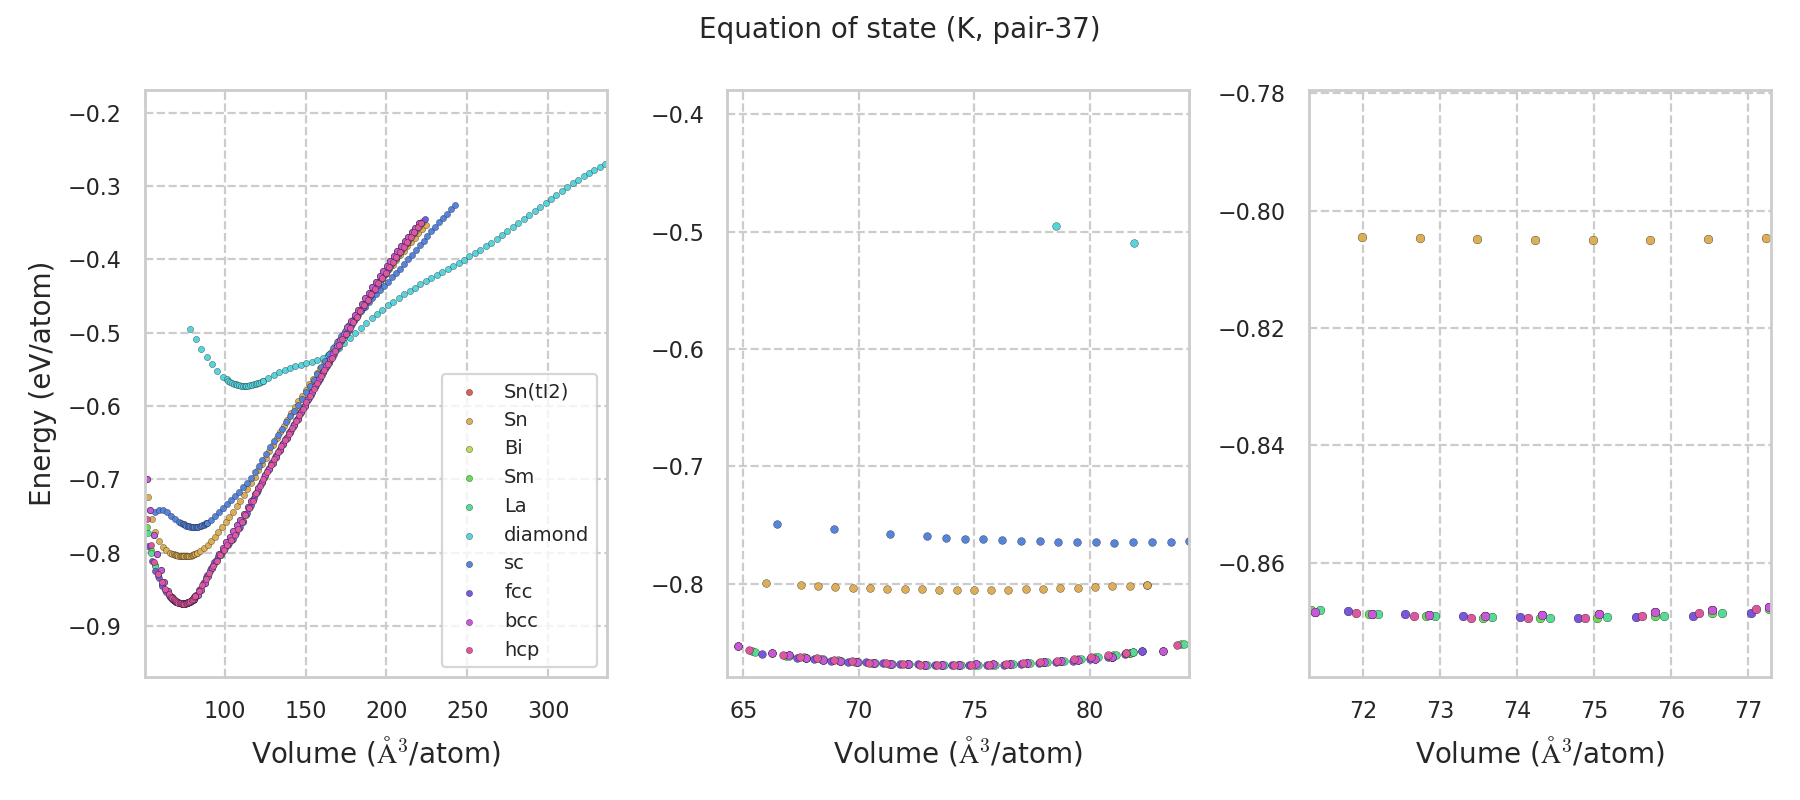 Equation of state (K, pair-37)
Energy (eV/atom)
−0.2
−0.3
−0.4
−0.5
−0.6
−0.7
−0.8
−0.9
Sn(tI2)
Sn
Bi
Sm
La
diamond
sc
fcc
bcc
hcp
100 150 200 250 300
Volume (Å³/atom)
−0.4
−0.5
−0.6
−0.7
−0.8
65 70 75 80
Volume (Å³/atom)
−0.78
−0.80
−0.82
−0.84
−0.86
72 73 74 75 76 77
Volume (Å³/atom)